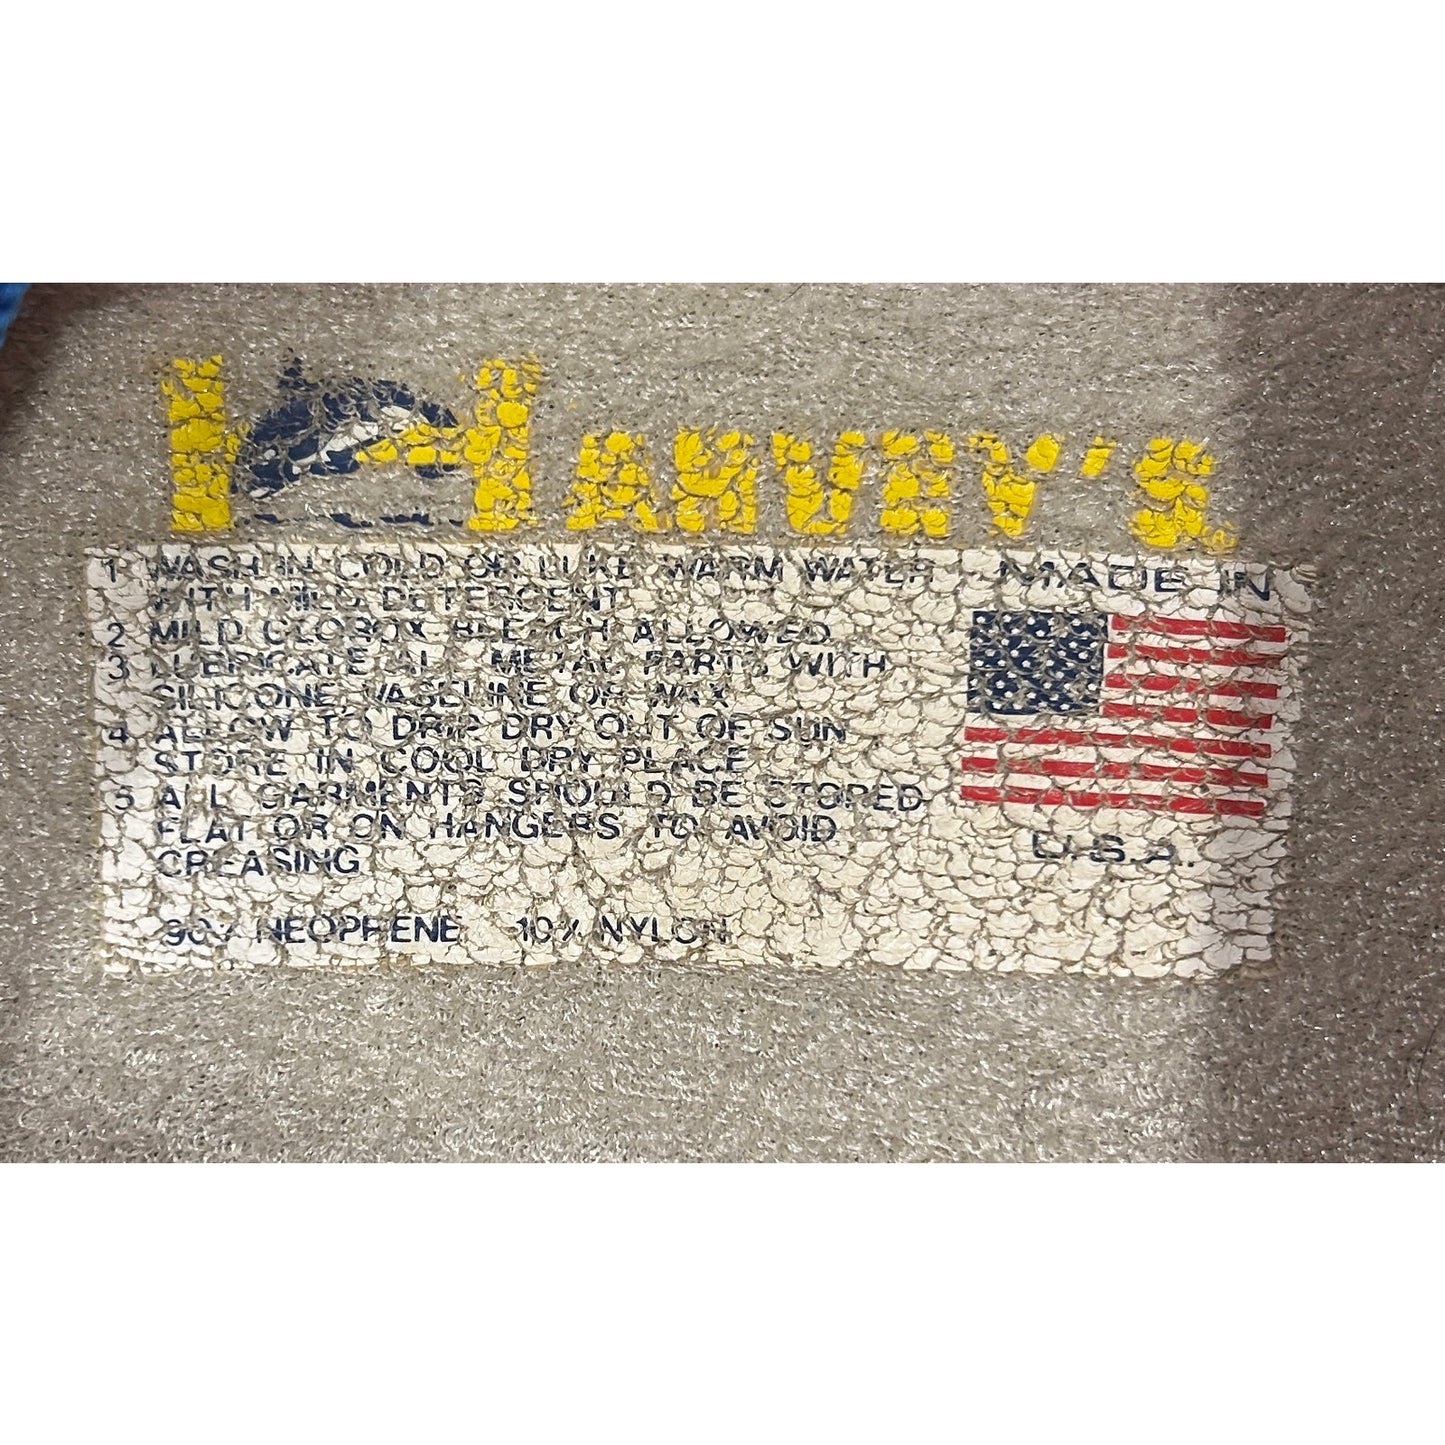 HARVEY'S
1 WASH IN COLD OR LUKE WARM WATER
WITH MILD DETERGENT
2 MILD CLOROX BLEACH ALLOWED
3 LUBRICATE ALL METAL PARTS WITH
SILICONE VASELINE OR WAX
4 ALLOW TO DRIP DRY OUT OF SUN
STORE IN COOL DRY PLACE
5 ALL GARMENTS SHOULD BE STORED
FLAT OR ON HANGERS TO AVOID
CREASING
90% NEOPRENE 10% NYLON
MADE IN
U.S.A.